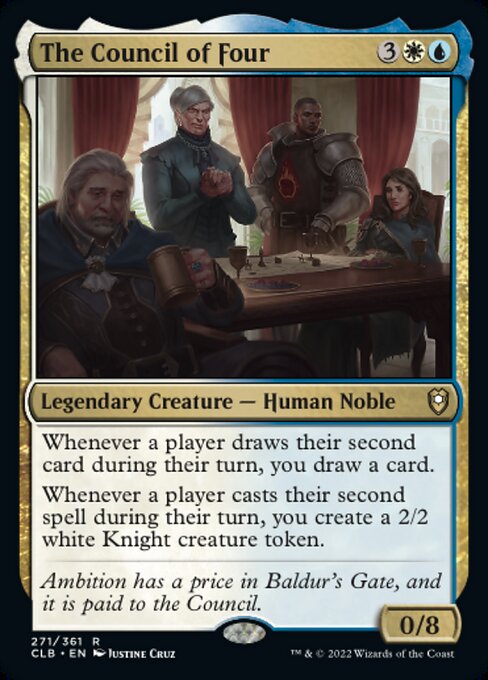 The Council of Four 3
Legendary Creature — Human Noble
Whenever a player draws their second
card during their turn, you draw a card.
Whenever a player casts their second
spell during their turn, you create a 2/2
white Knight creature token.
Ambition has a price in Baldur's Gate, and
it is paid to the Council.
0/8
271/361 R
CLB • EN Justine Cruz
™ & © 2022 Wizards of the Coast